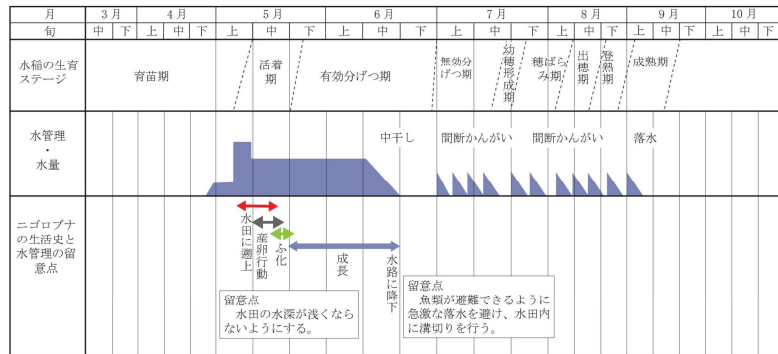 月 3月 4月 5月 6月 7月 8月 9月 10月
旬 中 下 上 中 下 上 中 下 上 中 下 上 中 下 上 中 下 上 中 下 上 中 下
水稲の生育
ステージ
育苗期
活着期
有効分げつ期
無効分
げつ期
幼穂形成期
穂ばら
み期
出穂期
登熟期
成熟期
水管理
・
水量
中干し 間断かんがい 間断かんがい 落水
ニゴロブナ
の生活史と
水管理の留
意点
水田に遡上
産卵行動
ふ化
成長
水路に降下
留意点
水田の水深が浅くなら
ないようにする。
留意点
魚類が避難できるように
急激な落水を避け、水田内
に溝切りを行う。